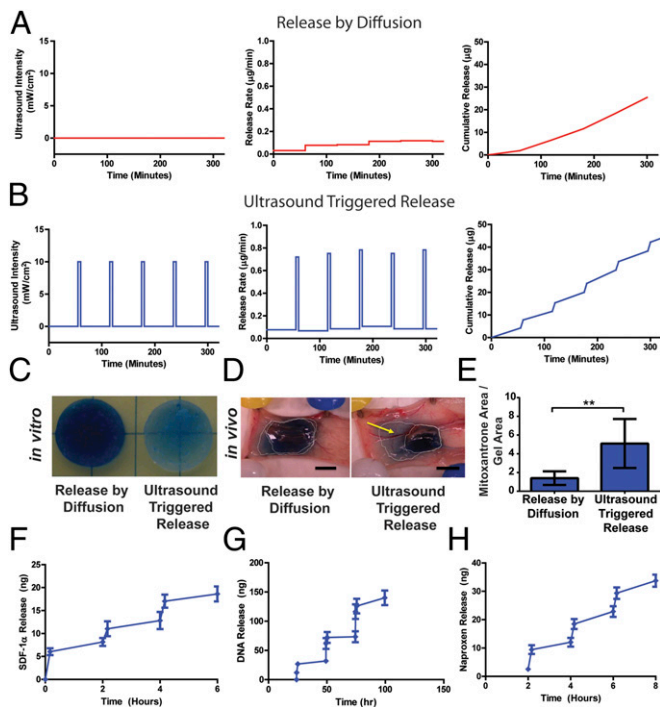 A
Release by Diffusion
Ultrasound Intensity
(mW/cm²)
15
10
5
0
0
100
200
300
Time (Minutes)
Release Rate (µg/min)
1.0
0.8
0.6
0.4
0.2
0.0
0
100
200
300
Time (Minutes)
Cumulative Release (µg)
50
40
30
20
10
0
0
100
200
300
Time (Minutes)
B
Ultrasound Triggered Release
Ultrasound Intensity
(mW/cm²)
15
10
5
0
0
100
200
300
Time (Minutes)
Release Rate (µg/min)
1.0
0.8
0.6
0.4
0.2
0.0
0
100
200
300
Time (Minutes)
Cumulative Release (µg)
50
40
30
20
10
0
0
100
200
300
Time (Minutes)
C
in vitro
Release by
Diffusion
Ultrasound
Triggered
Release
D
in vivo
Release by
Diffusion
Ultrasound
Triggered
Release
E
Mitoxantrone Area /
Gel Area
10
8
6
4
2
0
**
Release by
Diffusion
Ultrasound
Triggered
Release
F
SDF-1α Release (ng)
25
20
15
10
5
0
0
2
4
6
Time (Hours)
G
DNA Release (ng)
200
150
100
50
0
0
50
100
150
Time (hr)
H
Naproxen Release (ng)
40
30
20
10
0
0
2
4
6
8
Time (Hours)